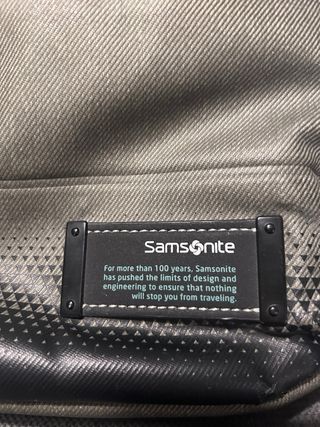 Samsonite
For more than 100 years, Samsonite
has pushed the limits of design and
engineering to ensure that nothing
will stop you from traveling.